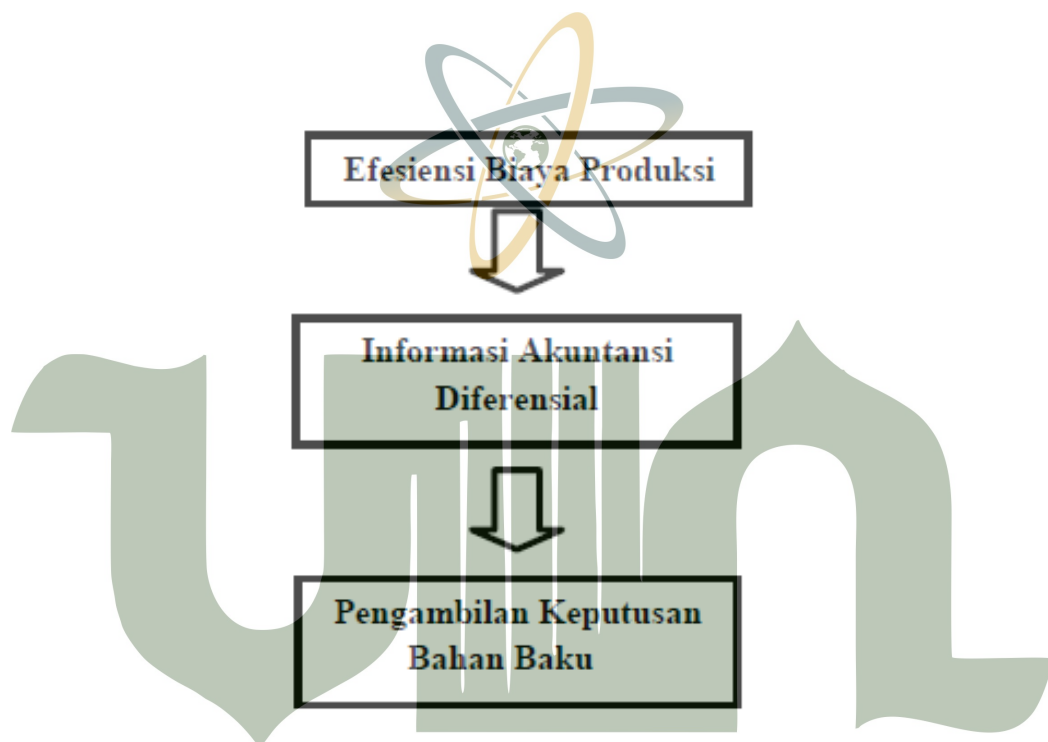 Efesiensi Biaya Produksi
Informasi Akuntansi
Diferensial
Pengambilan Keputusan
Bahan Baku